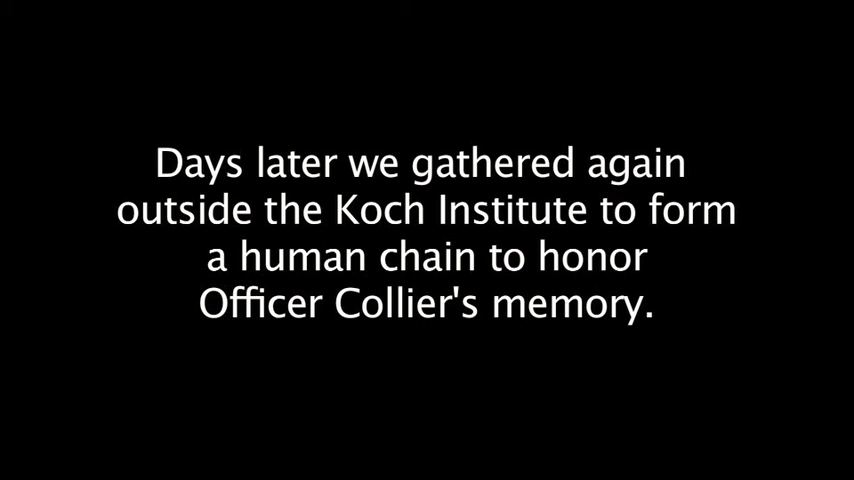 Days later we gathered again
outside the Koch Institute to form
a human chain to honor
Officer Collier's memory.